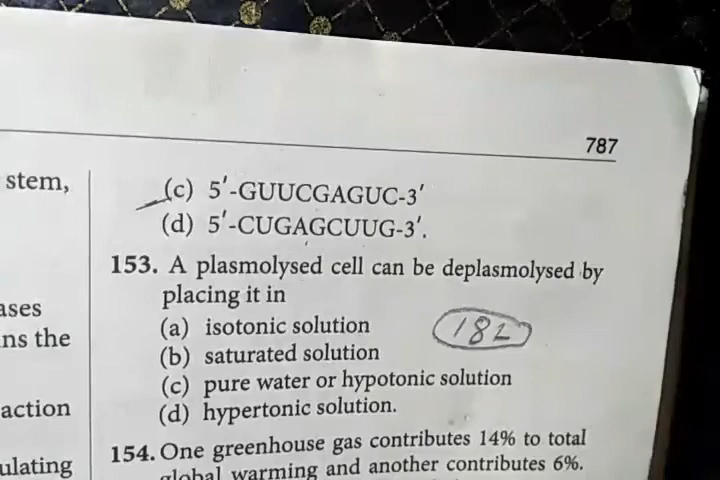 787
stem,
ases
ns the
action
ulating
(c) 5′-GUUCGAGUC-3′
(d) 5′-CUGAGCUUG-3′.
153. A plasmolysed cell can be deplasmolysed by
placing it in
(a) isotonic solution
(b) saturated solution
(c) pure water or hypotonic solution
(d) hypertonic solution.
182
154. One greenhouse gas contributes 14% to total
global warming and another contributes 6%.